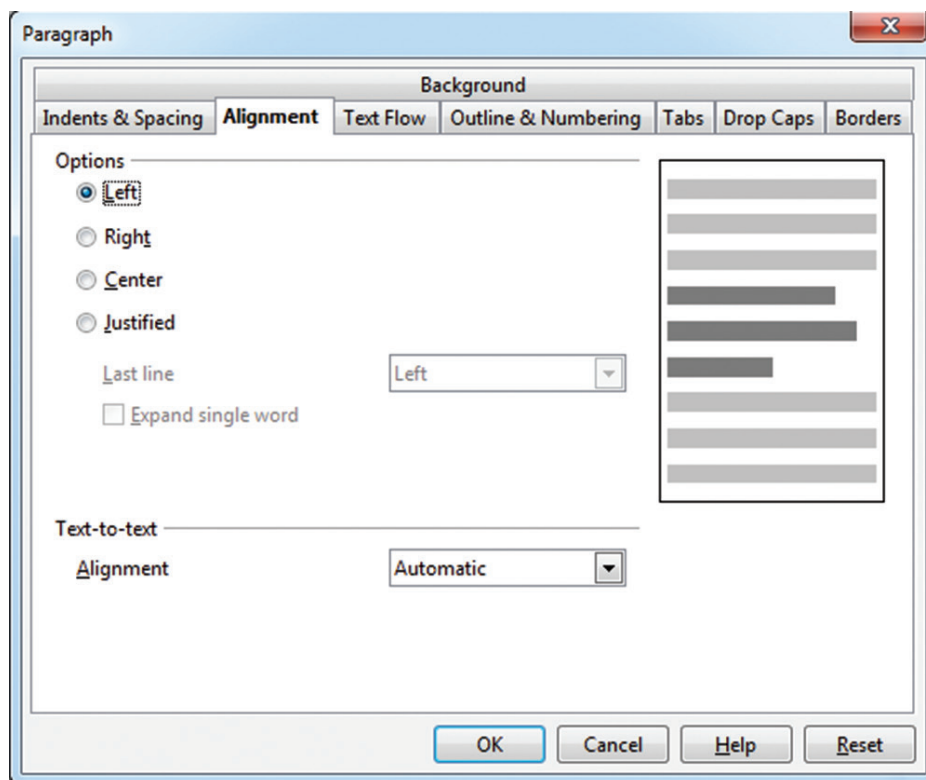 Paragraph
Background
Indents & Spacing Alignment Text Flow Outline & Numbering Tabs Drop Caps Borders
Options
Left
Right
Center
Justified
Last line Left
Expand single word
Text-to-text
Alignment Automatic
OK Cancel Help Reset